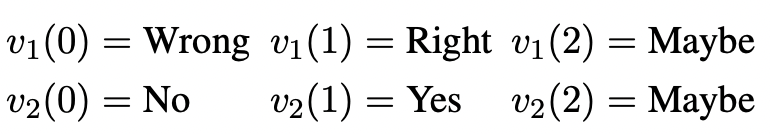 v₁(0) = Wrong v₁(1) = Right v₁(2) = Maybe
v₂(0) = No v₂(1) = Yes v₂(2) = Maybe